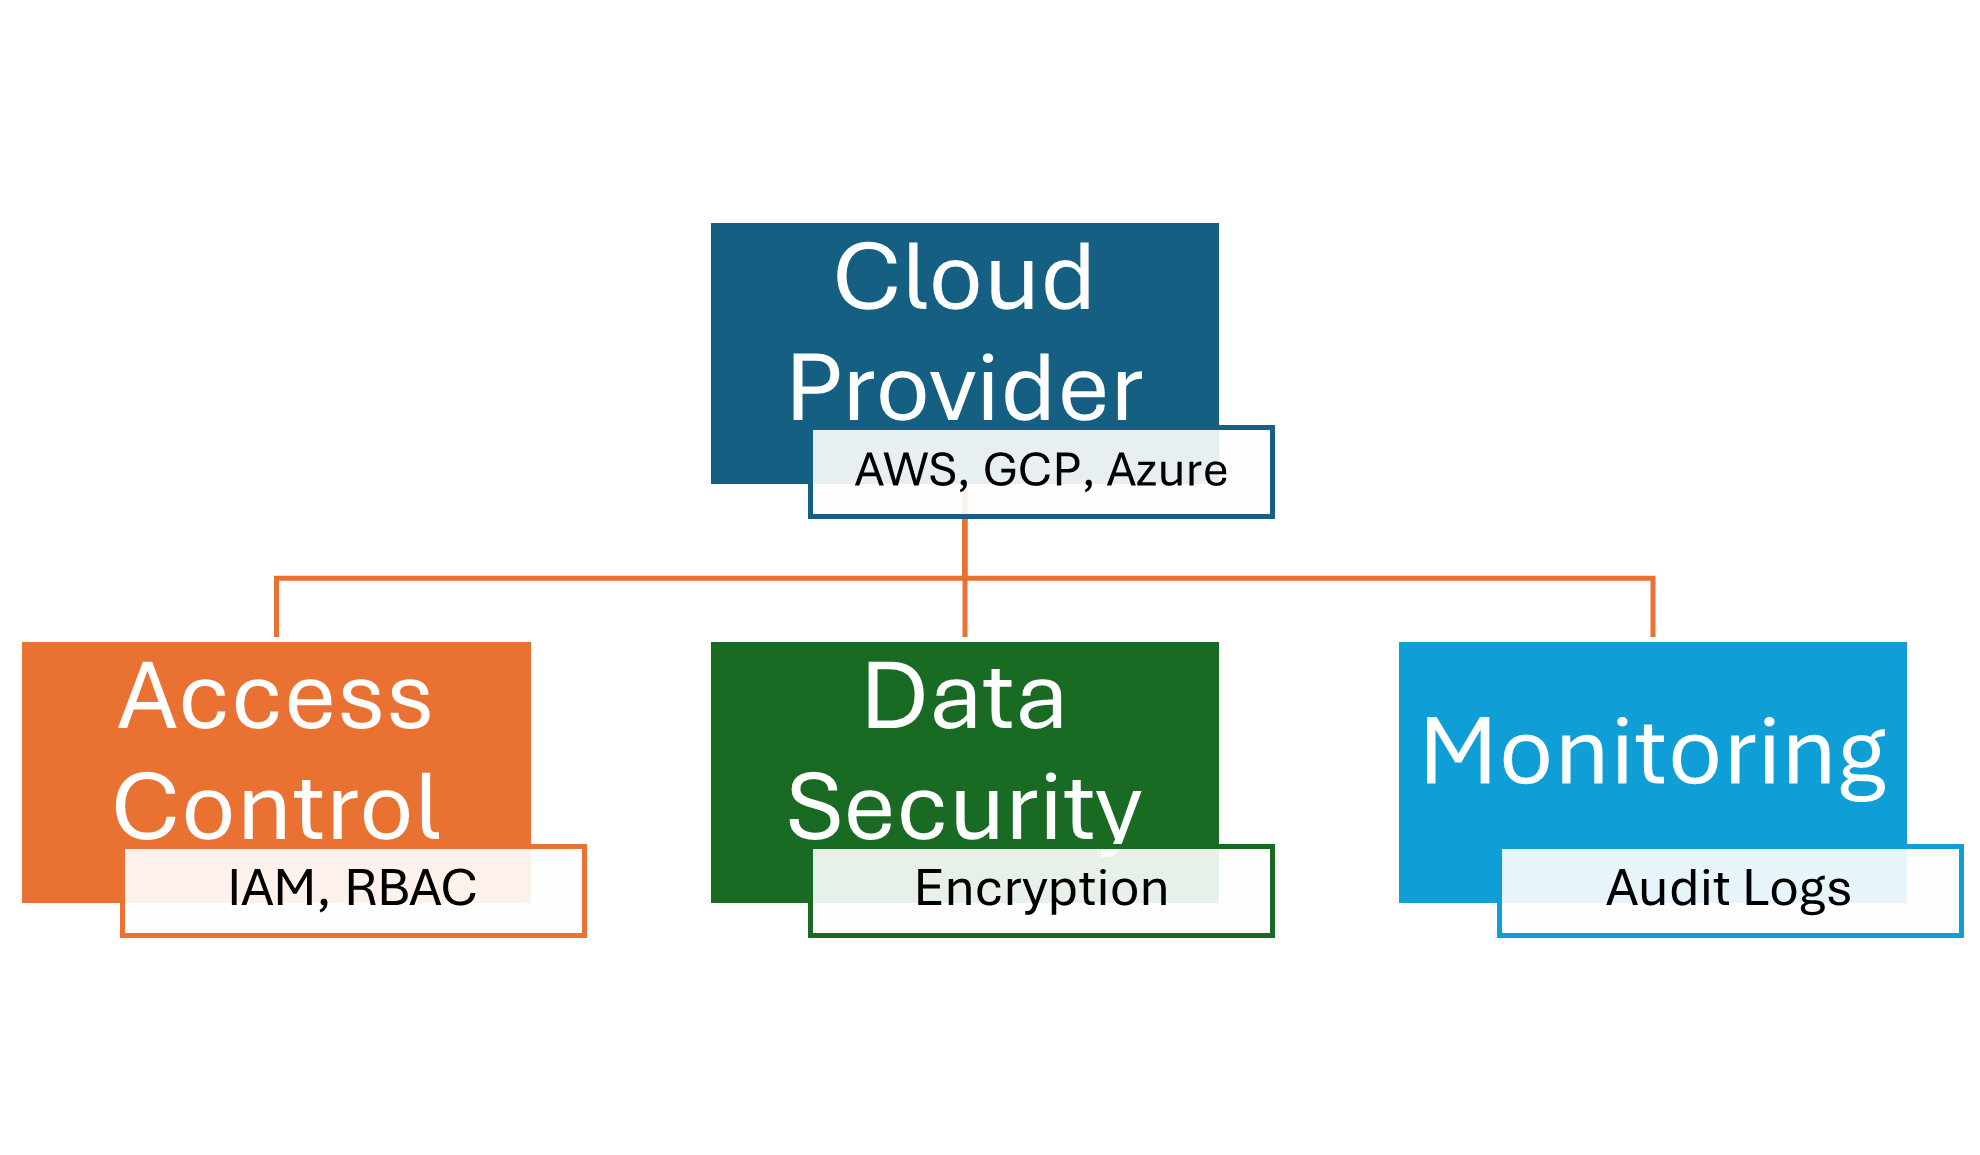 Cloud
Provider
AWS, GCP, Azure
Access
Control
IAM, RBAC
Data
Security
Encryption
Monitoring
Audit Logs